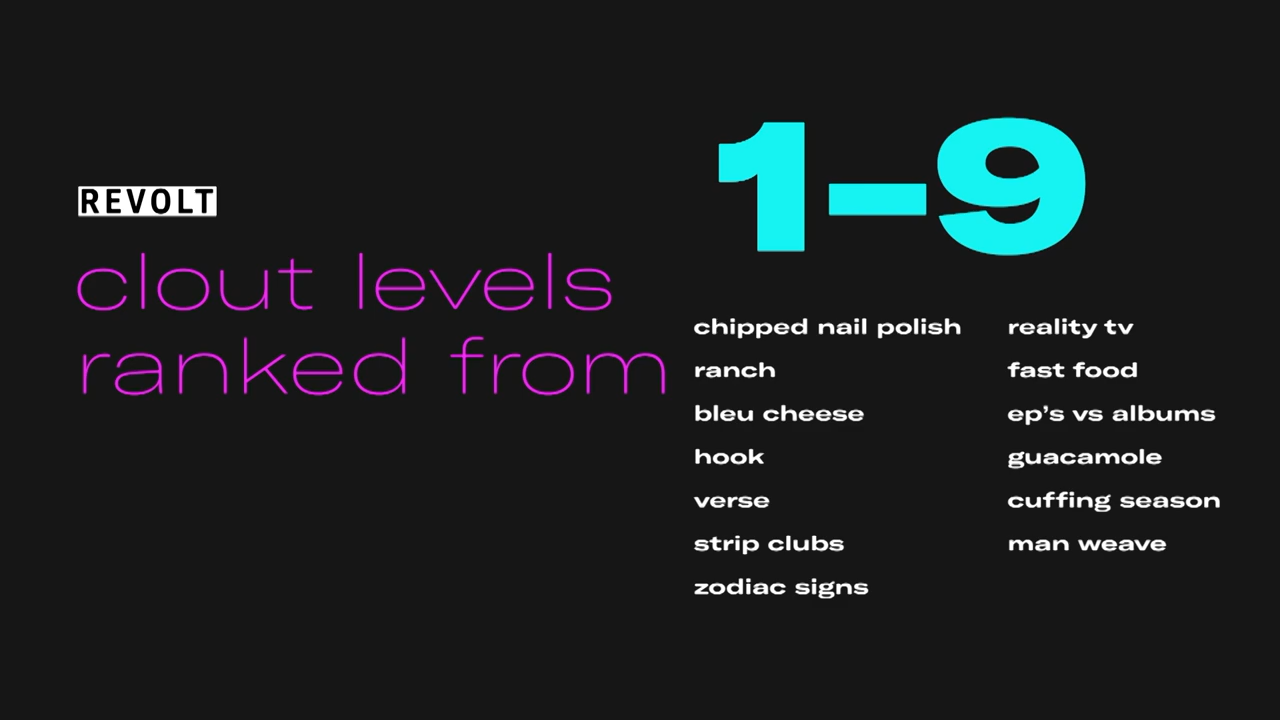 REVOLT
clout levels
ranked from
1–9
chipped nail polish
ranch
bleu cheese
hook
verse
strip clubs
zodiac signs
reality tv
fast food
ep's vs albums
guacamole
cuffing season
man weave